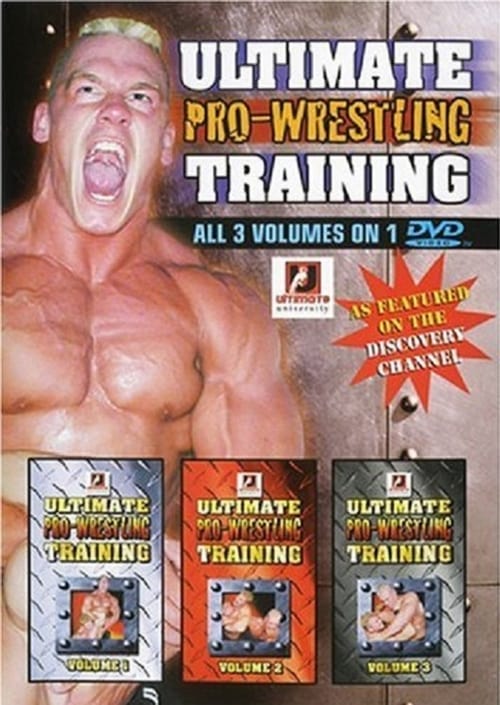 ULTIMATE
PRO-WRESTLING
TRAINING
ALL 3 VOLUMES ON 1 DVD
VIDEO
ULTIMATE
university
AS FEATURED
ON THE
DISCOVERY
CHANNEL
ULTIMATE
PRO-WRESTLING
TRAINING
VOLUME 1
ULTIMATE
PRO-WRESTLING
TRAINING
VOLUME 2
ULTIMATE
PRO-WRESTLING
TRAINING
VOLUME 3